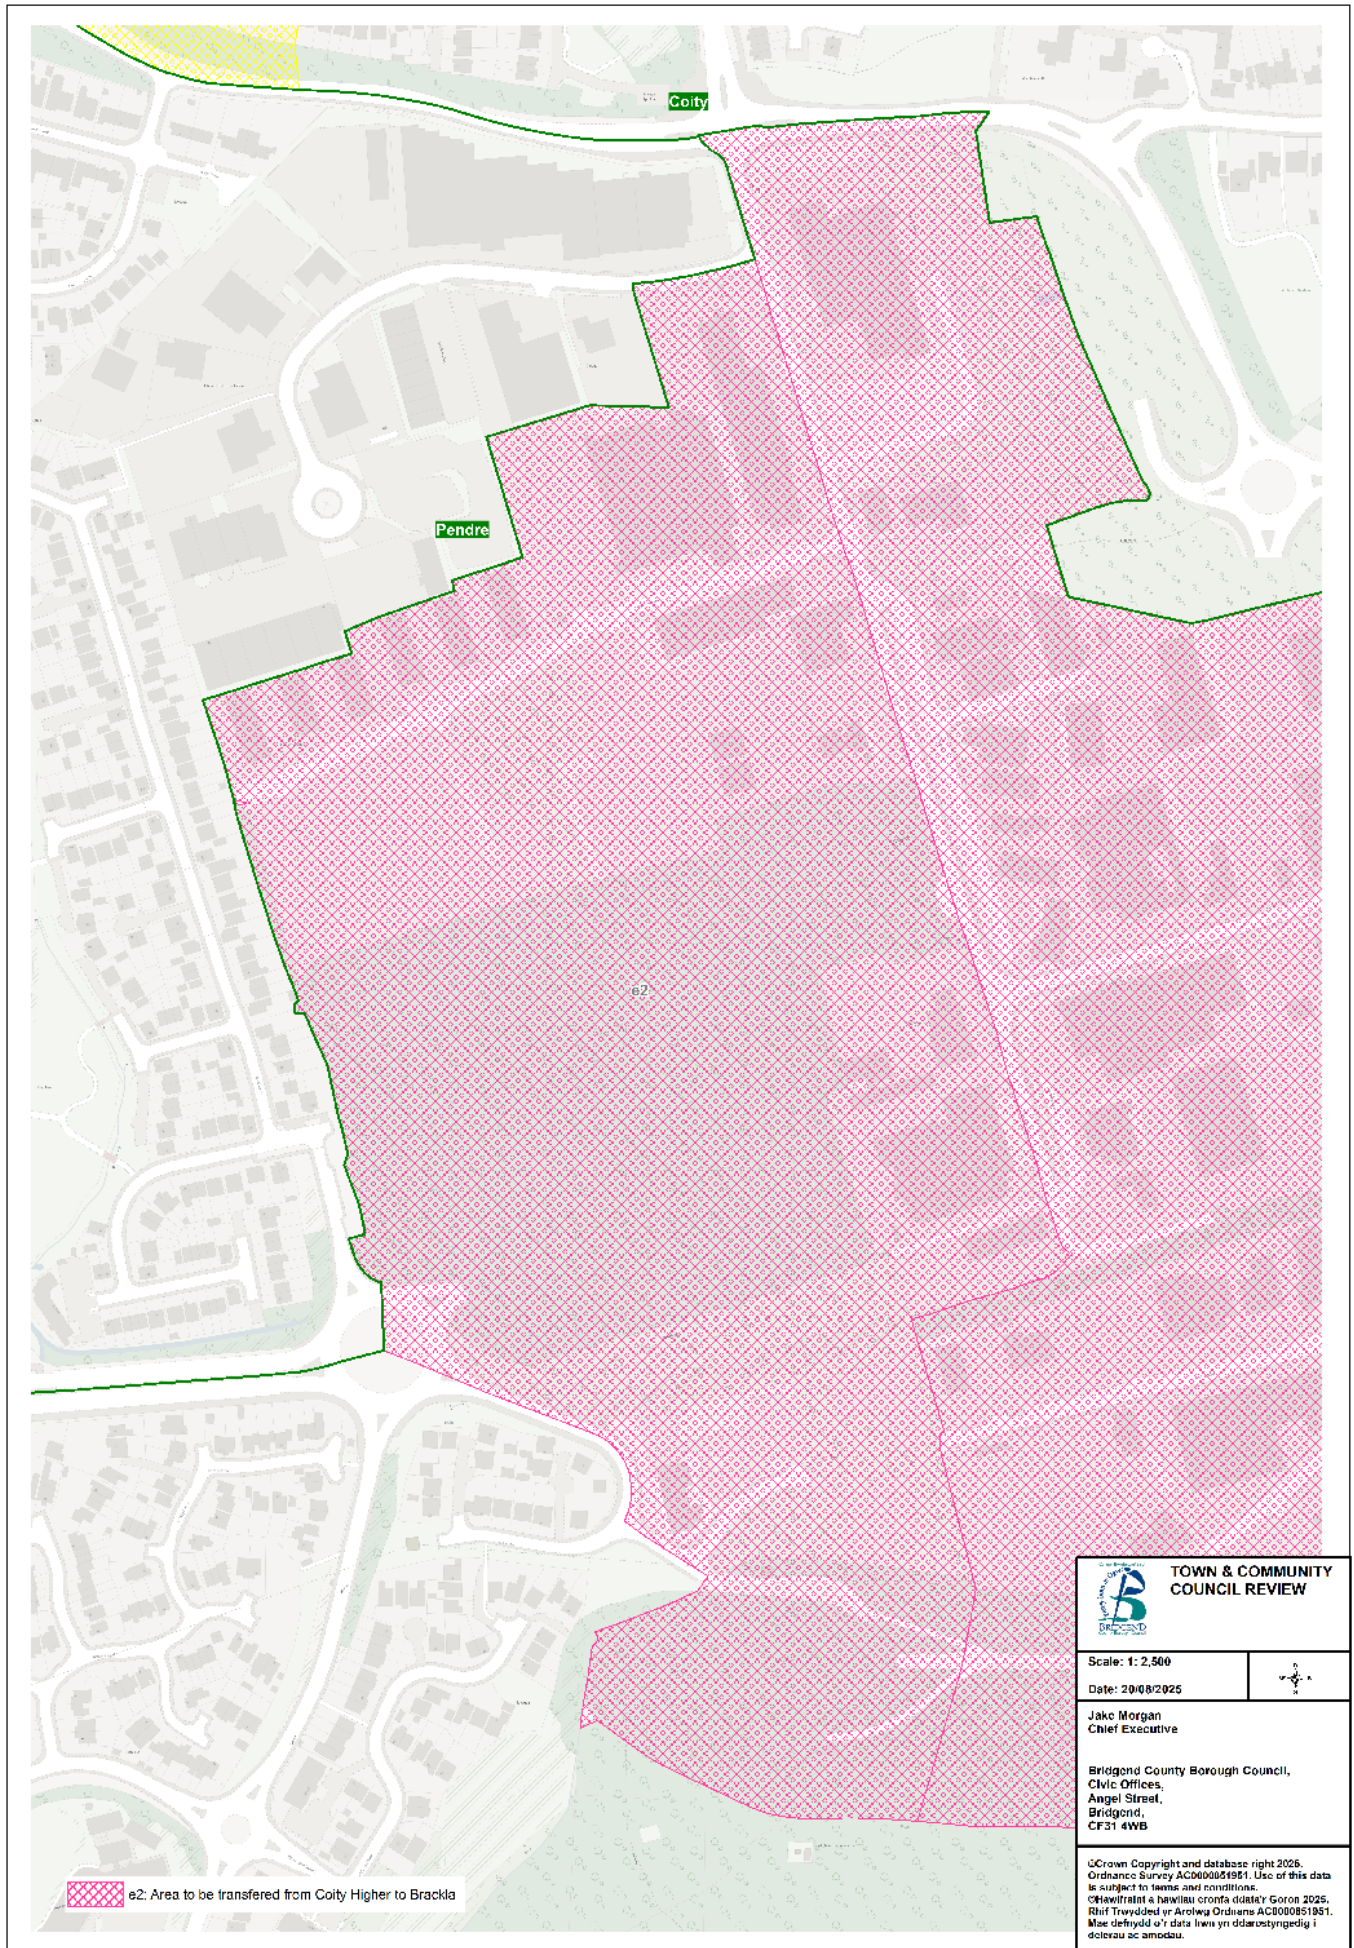 Coity
Pendre
e2
TOWN & COMMUNITY
COUNCIL REVIEW
BRIDGEND
Scale: 1: 2,500
Date: 20/08/2025
Jake Morgan
Chief Executive
Bridgend County Borough Council,
Civic Offices,
Angel Street,
Bridgend,
CF31 4WB
©Crown Copyright and database right 2025.
Ordnance Survey AC0000851951. Use of this data
is subject to terms and conditions.
©Hawlfraint a hawliau cronfa ddata'r Goron 2025.
Rhif Trwydded yr Arolwg Ordnans AC0000851951.
Mae defnydd o'r data hwn yn ddarostyngedig i
delerau ac amodau.
e2: Area to be transfered from Coity Higher to Brackla